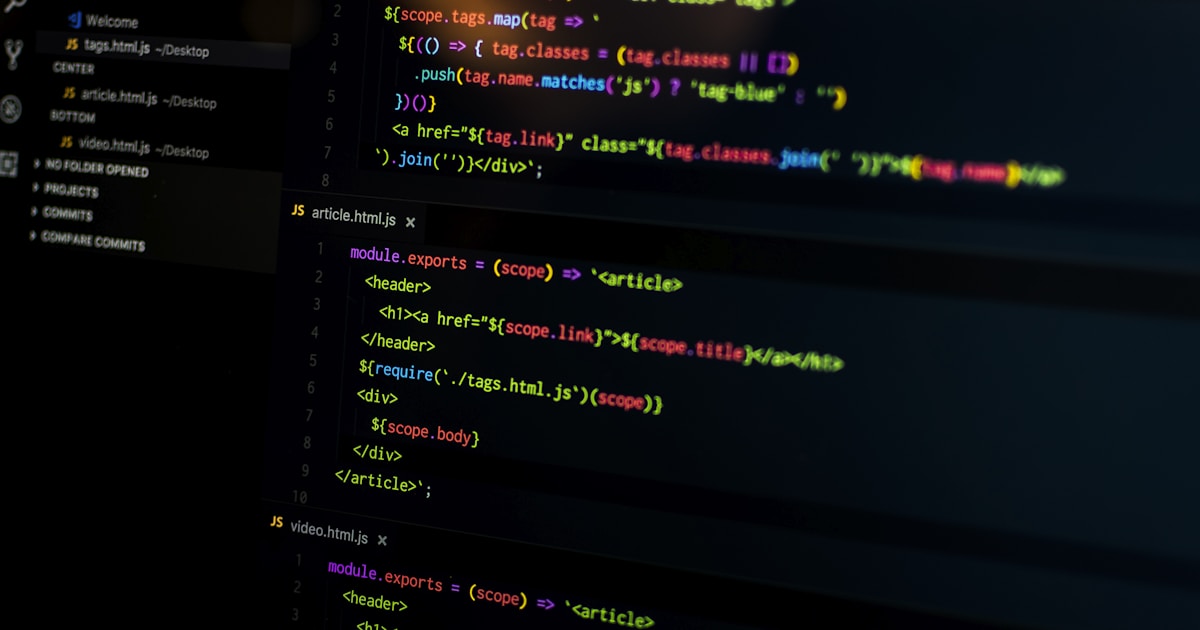 Welcome
JS tags.html.js ~/Desktop
CENTER
JS article.html.js ~/Desktop
BOTTOM
JS video.html.js ~/Desktop
NO FOLDER OPENED
PROJECTS
COMMITS
COMPARE COMMITS
2 ${scope.tags.map(tag => `
3 ${(() => { tag.classes = (tag.classes || [])
4 .push(tag.name.matches('js') ? 'tag-blue' : '')
5 })()}
6 <a href="${tag.link}" class="${tag.classes.join(' ')}">${tag.name}</a>
7 `).join('')}</div>`;
8
JS article.html.js ×
1 module.exports = (scope) => `<article>
2 <header>
3 <h1><a href="${scope.link}">${scope.title}</a></h1>
4 </header>
5 ${require(`./tags.html.js`)(scope)}
6 <div>
7 ${scope.body}
8 </div>
9 </article>`;
10
JS video.html.js ×
1 module.exports = (scope) => `<article>
2 <header>
3 <h1>